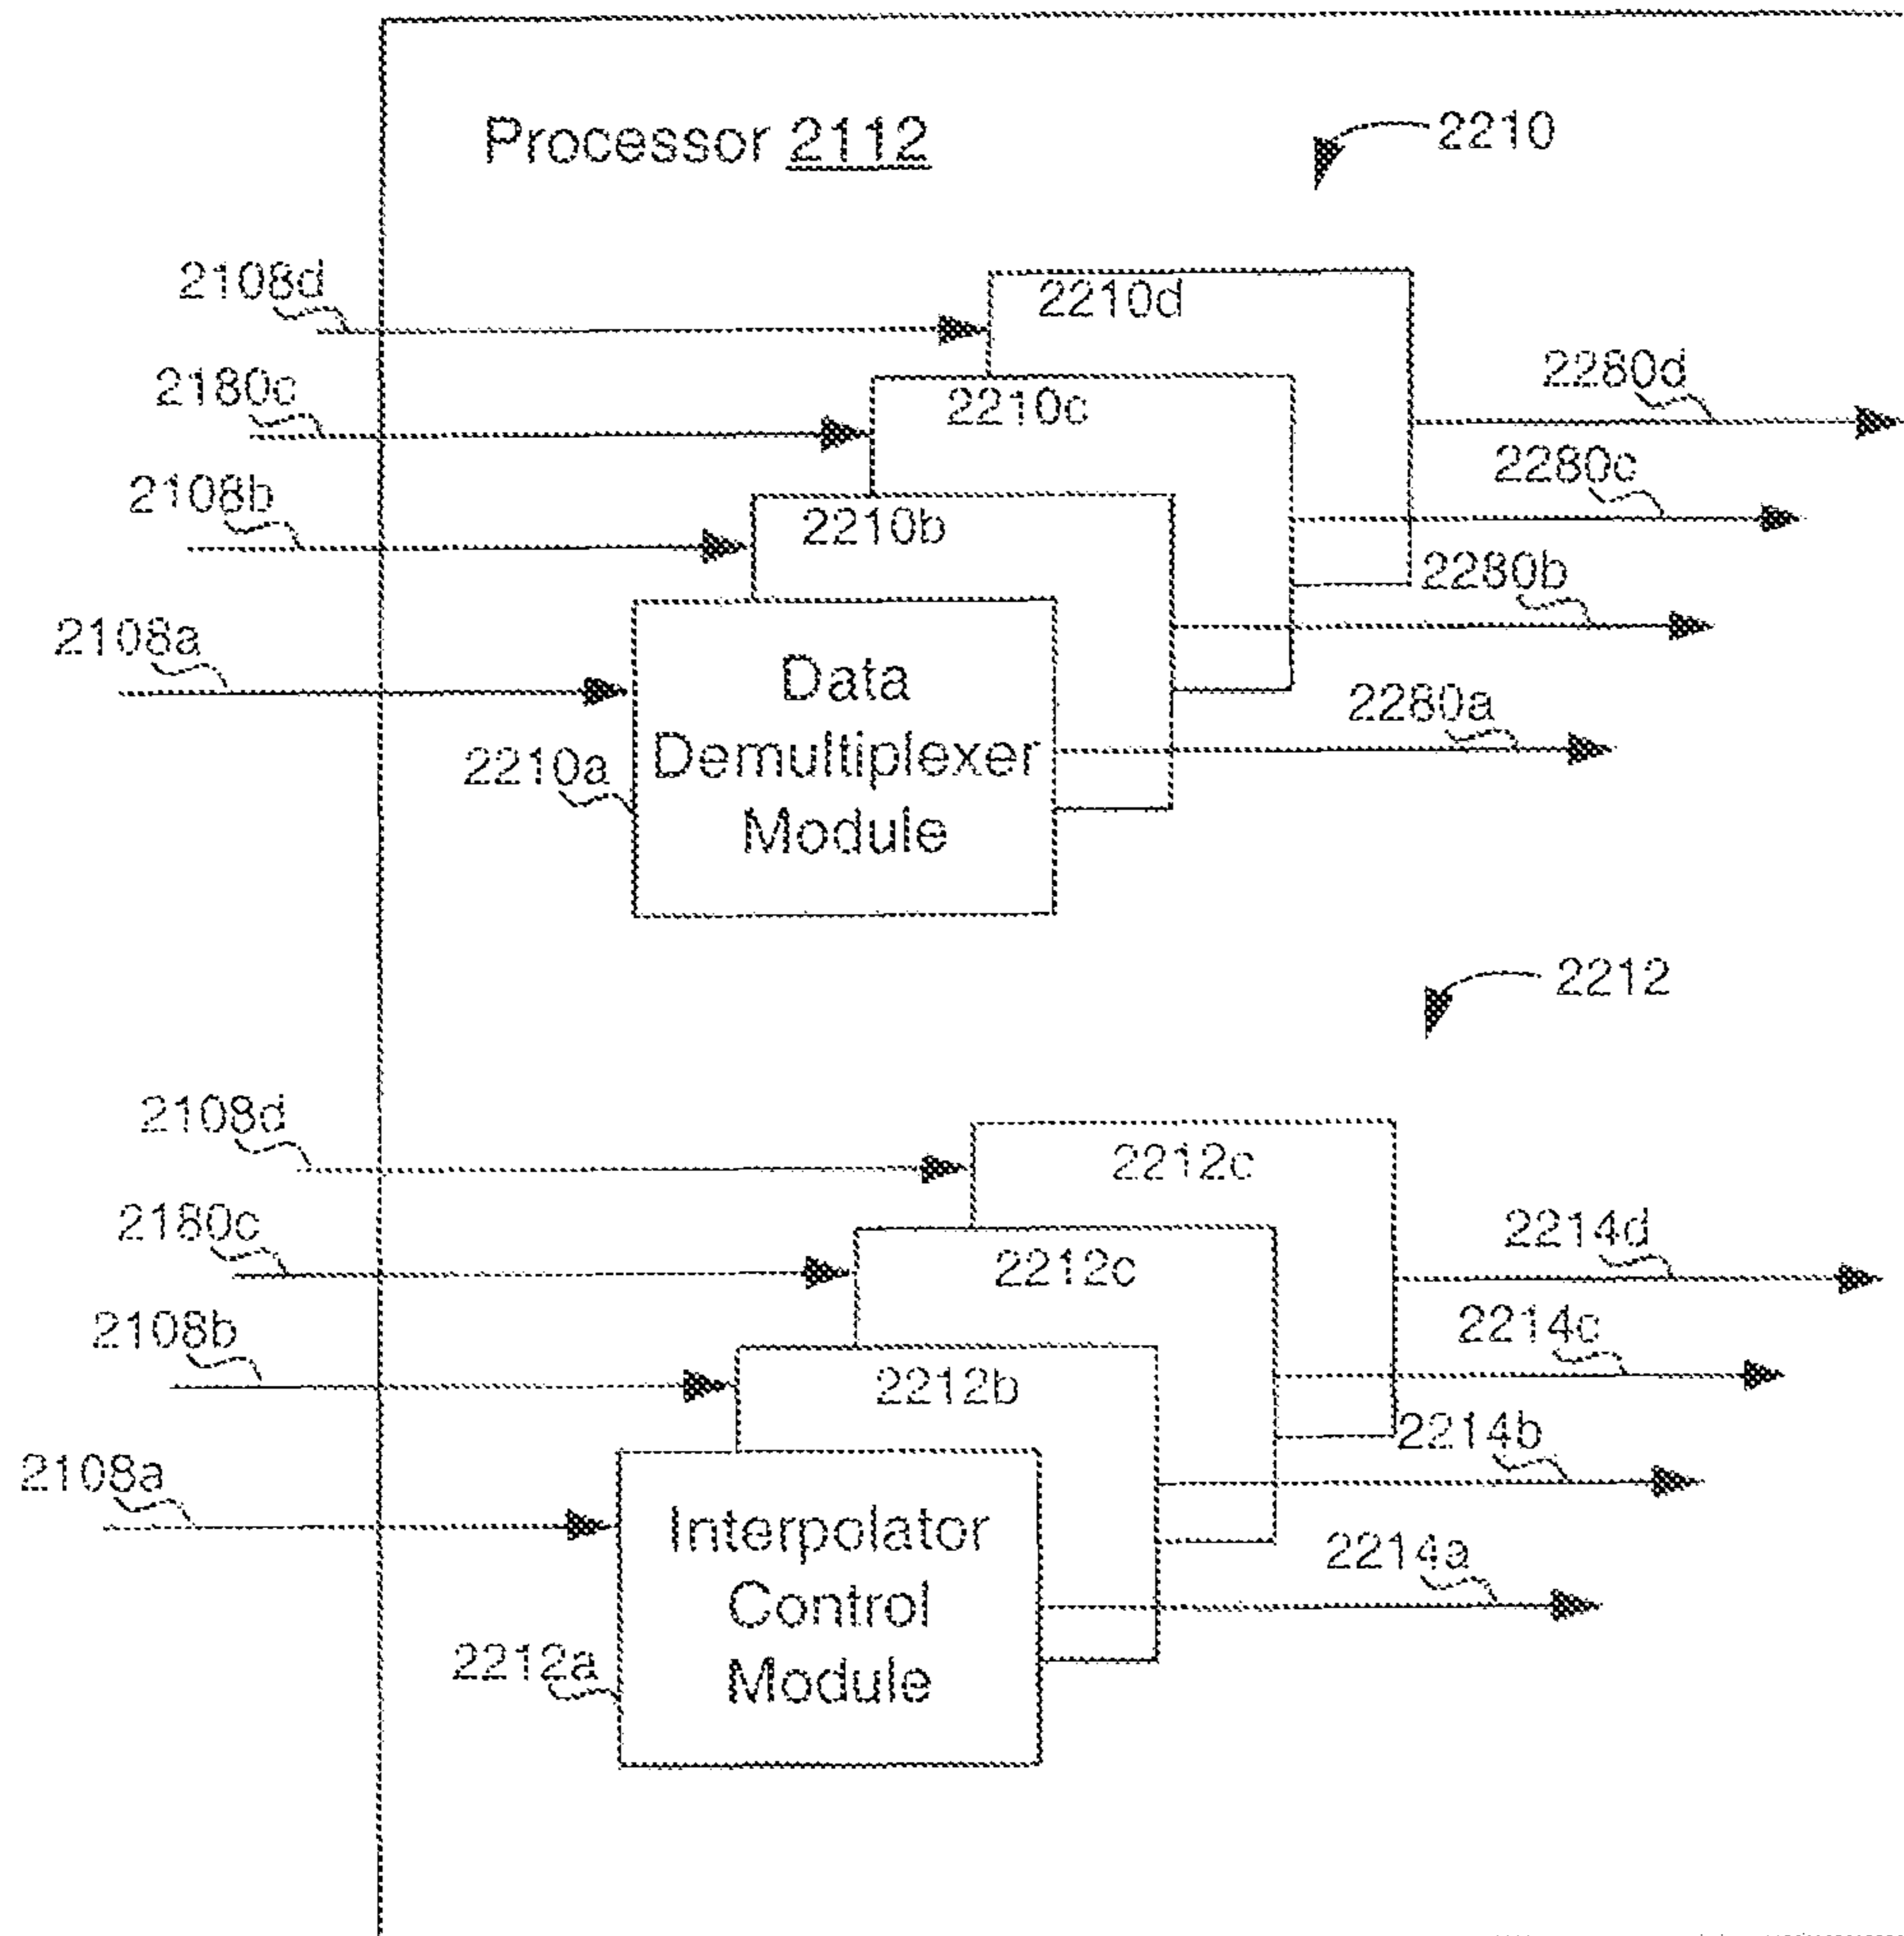 Processor 2112
2210
2108d
2210d
2180c
2210c
2280d
2108b
2210b
2280c
2280b
2108a
2280a
2210a
Data
Demultiplexer
Module
2212
2108d
2212c
2180c
2212c
2214d
2108b
2212b
2214c
2214b
2108a
2214a
2212a
Interpolator
Control
Module